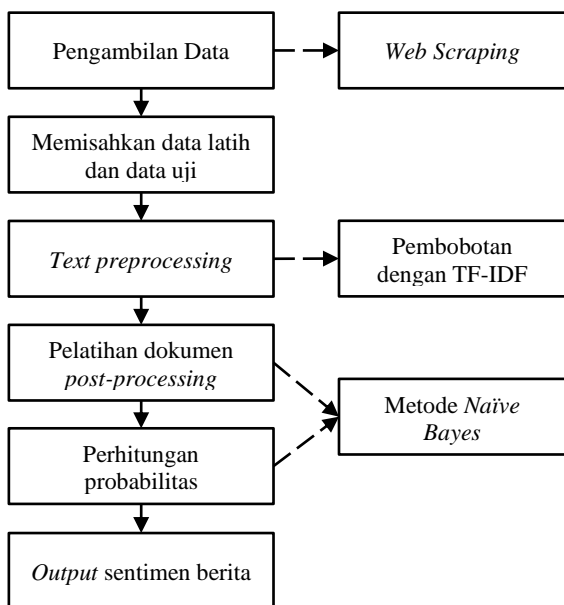 Pengambilan Data
Web Scraping
Memisahkan data latih
dan data uji
Text preprocessing
Pembobotan
dengan TF-IDF
Pelatihan dokumen
post-processing
Metode Naïve
Bayes
Perhitungan
probabilitas
Output sentimen berita